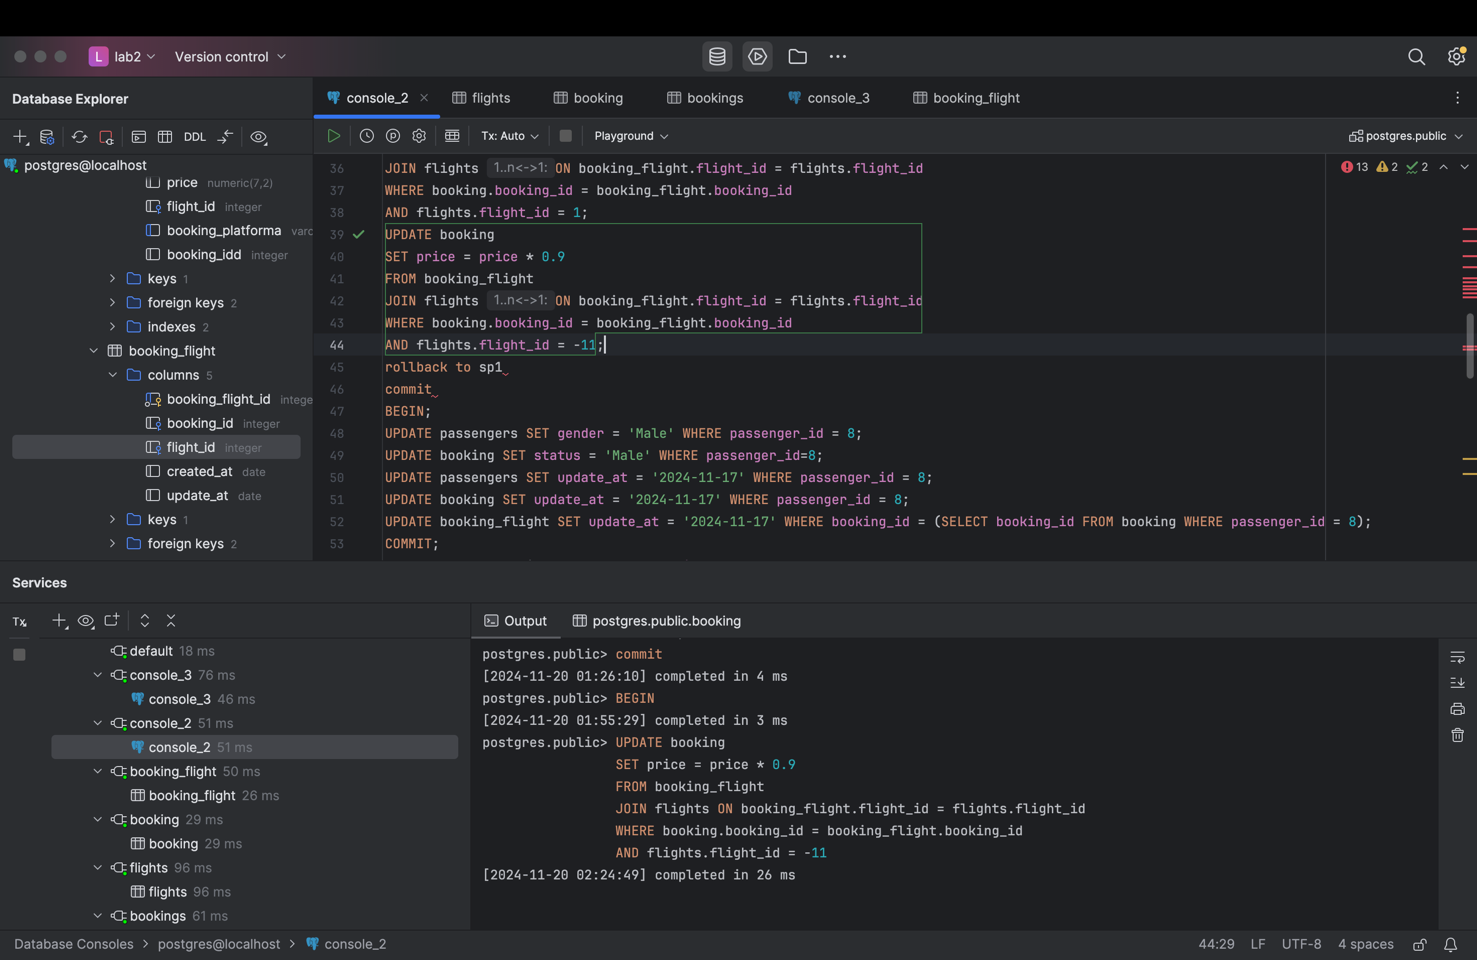 L lab2 Version control
Database Explorer
console_2 flights booking bookings console_3 booking_flight
DDL
Tx: Auto Playground postgres.public
postgres@localhost
price numeric(7,2)
flight_id integer
booking_platforma varc
booking_idd integer
keys 1
foreign keys 2
indexes 2
booking_flight
columns 5
booking_flight_id intege
booking_id integer
flight_id integer
created_at date
update_at date
keys 1
foreign keys 2
13 2 2
36 JOIN flights 1..n<->1: ON booking_flight.flight_id = flights.flight_id
37 WHERE booking.booking_id = booking_flight.booking_id
38 AND flights.flight_id = 1;
39 UPDATE booking
40 SET price = price * 0.9
41 FROM booking_flight
42 JOIN flights 1..n<->1: ON booking_flight.flight_id = flights.flight_id
43 WHERE booking.booking_id = booking_flight.booking_id
44 AND flights.flight_id = -11;
45 rollback to sp1
46 commit
47 BEGIN;
48 UPDATE passengers SET gender = 'Male' WHERE passenger_id = 8;
49 UPDATE booking SET status = 'Male' WHERE passenger_id=8;
50 UPDATE passengers SET update_at = '2024-11-17' WHERE passenger_id = 8;
51 UPDATE booking SET update_at = '2024-11-17' WHERE passenger_id = 8;
52 UPDATE booking_flight SET update_at = '2024-11-17' WHERE booking_id = (SELECT booking_id FROM booking WHERE passenger_id = 8);
53 COMMIT;
Services
Tx
default 18 ms
console_3 76 ms
console_3 46 ms
console_2 51 ms
console_2 51 ms
booking_flight 50 ms
booking_flight 26 ms
booking 29 ms
booking 29 ms
flights 96 ms
flights 96 ms
bookings 61 ms
Output postgres.public.booking
postgres.public> commit
[2024-11-20 01:26:10] completed in 4 ms
postgres.public> BEGIN
[2024-11-20 01:55:29] completed in 3 ms
postgres.public> UPDATE booking
SET price = price * 0.9
FROM booking_flight
JOIN flights ON booking_flight.flight_id = flights.flight_id
WHERE booking.booking_id = booking_flight.booking_id
AND flights.flight_id = -11
[2024-11-20 02:24:49] completed in 26 ms
Database Consoles > postgres@localhost > console_2
44:29 LF UTF-8 4 spaces